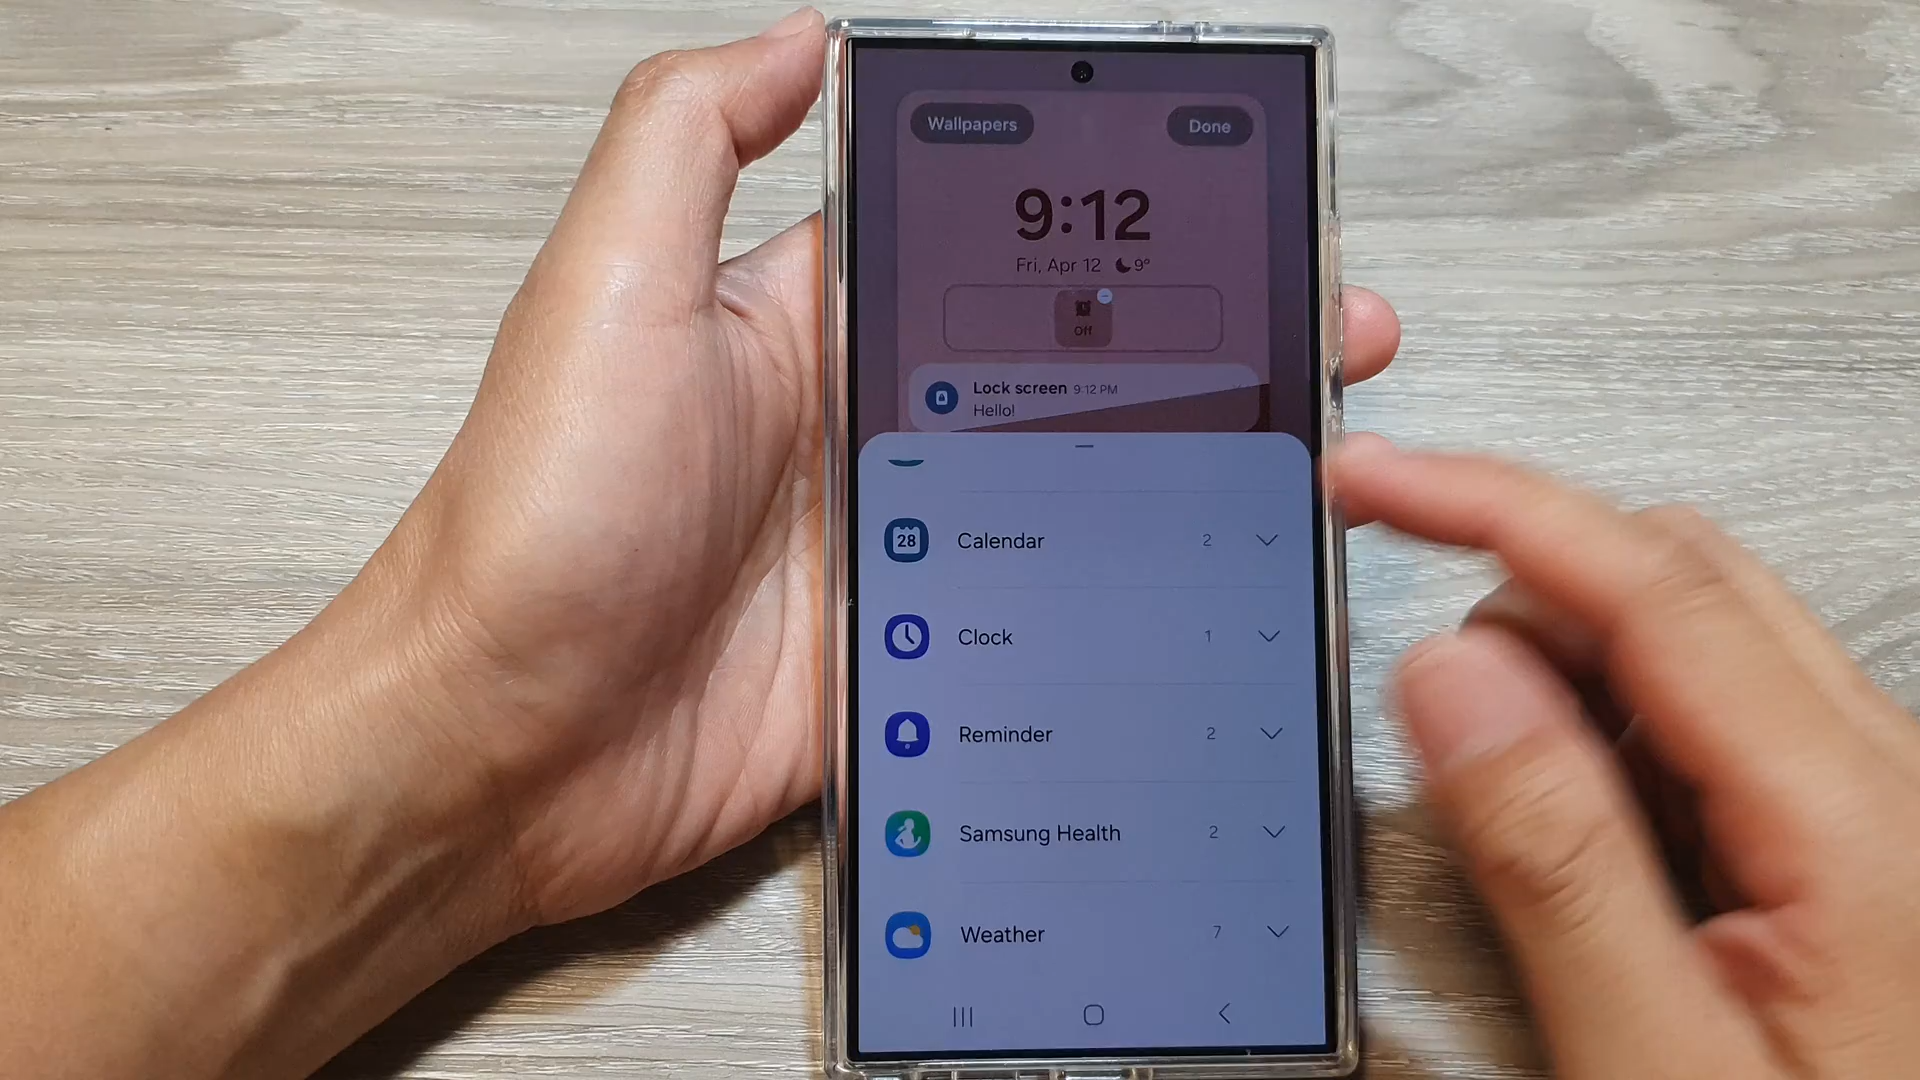 Wallpapers
Done
9:12
Fri, Apr 12 9°
Off
Lock screen 9:12 PM
Hello!
28 Calendar 2
Clock 1
Reminder 2
Samsung Health 2
Weather 7